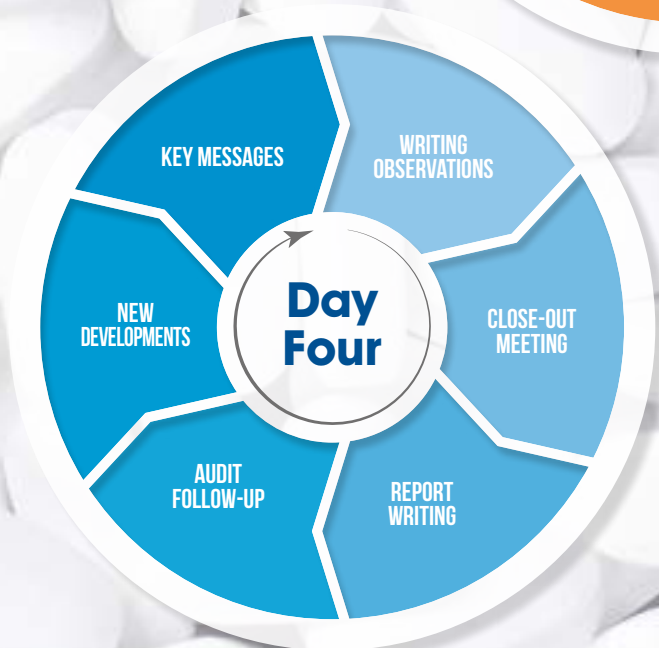 Day
Four
WRITING
OBSERVATIONS
CLOSE-OUT
MEETING
REPORT
WRITING
AUDIT
FOLLOW-UP
NEW
DEVELOPMENTS
KEY MESSAGES